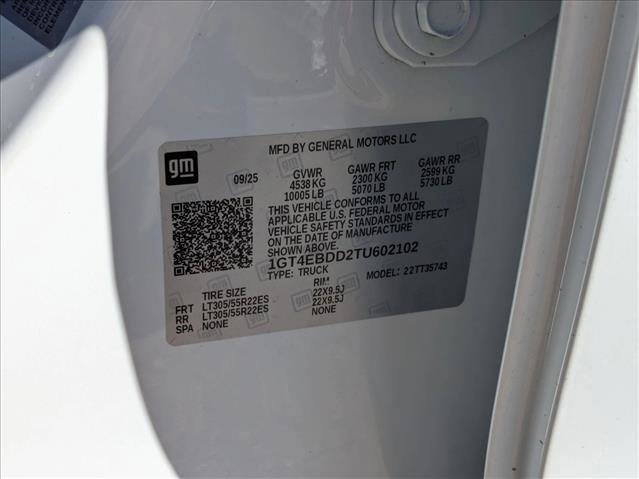 MFD BY GENERAL MOTORS LLC
gm
09/25
GVWR GAWR FRT GAWR RR
4538 KG 2300 KG 2599 KG
10005 LB 5070 LB 5730 LB
THIS VEHICLE CONFORMS TO ALL
APPLICABLE U.S. FEDERAL MOTOR
VEHICLE SAFETY STANDARDS IN EFFECT
ON THE DATE OF MANUFACTURE
SHOWN ABOVE.
1GT4EBDD2TU602102
TYPE: TRUCK MODEL: 22TT35743
TIRE SIZE RIM
FRT LT305/55R22ES 22X9.5J
RR LT305/55R22ES 22X9.5J
SPA NONE NONE